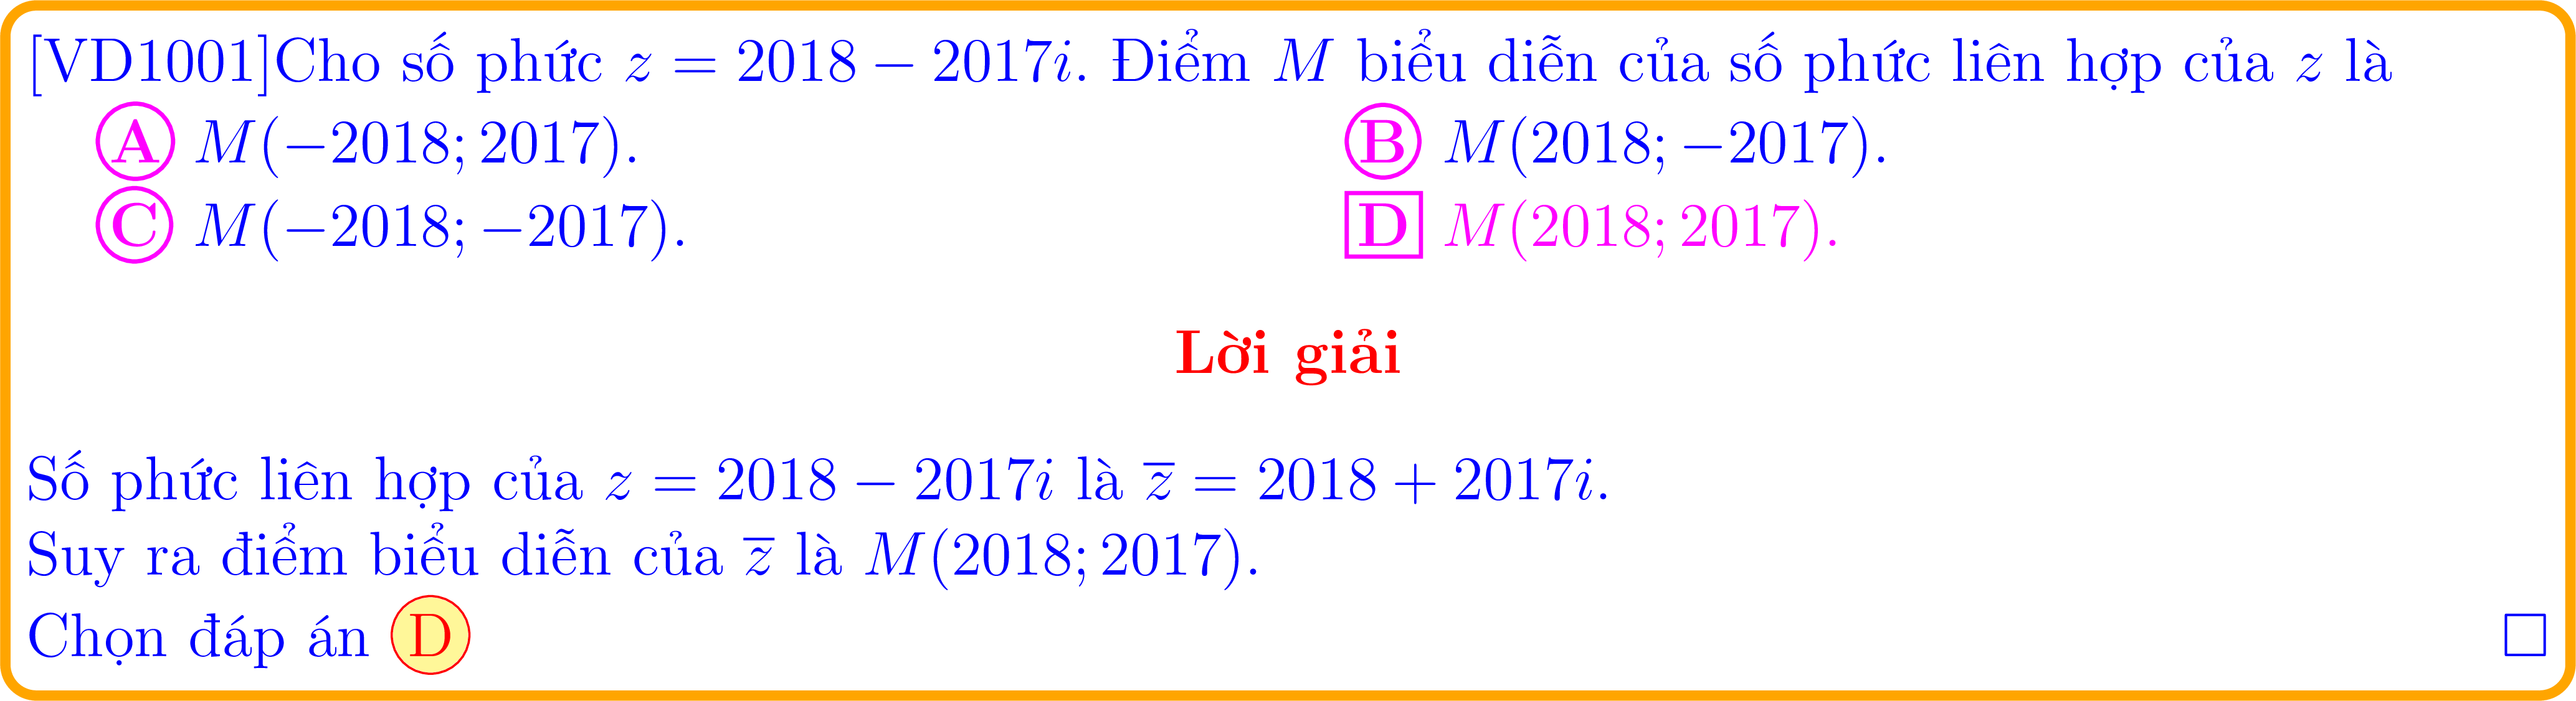 [VD1001]Cho số phức z = 2018 − 2017i. Điểm M biểu diễn của số phức liên hợp của z là
A M(−2018; 2017). B M(2018; −2017).
C M(−2018; −2017). D M(2018; 2017).
Lời giải
Số phức liên hợp của z = 2018 − 2017i là z̅ = 2018 + 2017i.
Suy ra điểm biểu diễn của z̅ là M(2018; 2017).
Chọn đáp án D □